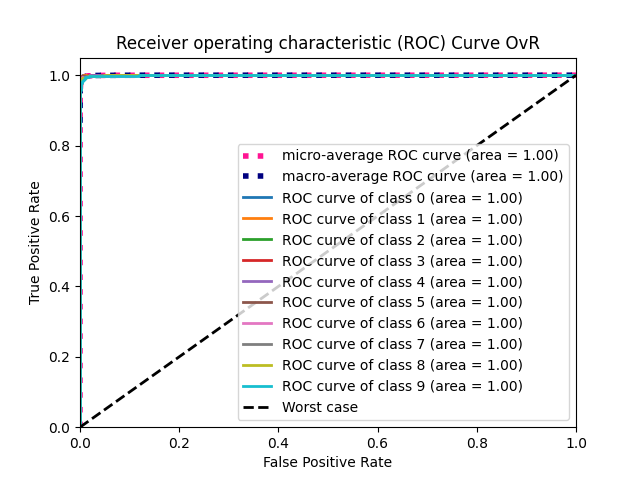 Receiver operating characteristic (ROC) Curve OvR
1.0
0.8
0.6
0.4
0.2
0.0
True Positive Rate
micro-average ROC curve (area = 1.00)
macro-average ROC curve (area = 1.00)
ROC curve of class 0 (area = 1.00)
ROC curve of class 1 (area = 1.00)
ROC curve of class 2 (area = 1.00)
ROC curve of class 3 (area = 1.00)
ROC curve of class 4 (area = 1.00)
ROC curve of class 5 (area = 1.00)
ROC curve of class 6 (area = 1.00)
ROC curve of class 7 (area = 1.00)
ROC curve of class 8 (area = 1.00)
ROC curve of class 9 (area = 1.00)
Worst case
0.0 0.2 0.4 0.6 0.8 1.0
False Positive Rate